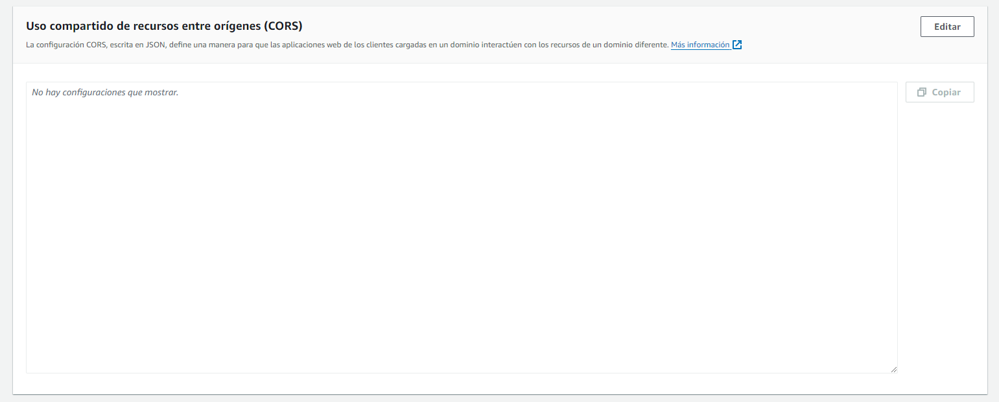 Uso compartido de recursos entre orígenes (CORS)
Editar
La configuración CORS, escrita en JSON, define una manera para que las aplicaciones web de los clientes cargadas en un dominio interactúen con los recursos de un dominio diferente. Más información
No hay configuraciones que mostrar.
Copiar